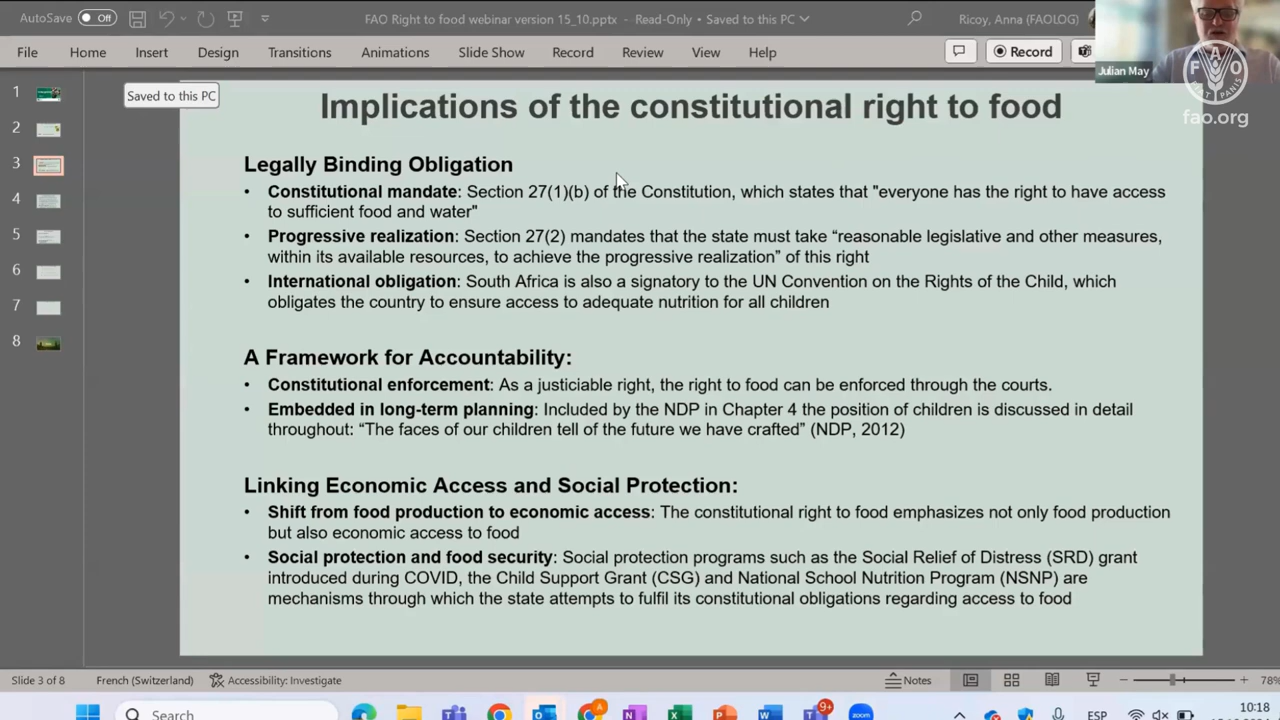 AutoSave Off FAO Right to food webinar version 15_10.pptx - Read-Only • Saved to this PC Ricoy, Anna (FAOLOG)
File Home Insert Design Transitions Animations Slide Show Record Review View Help Record
Julian May
FAO
fao.org
Saved to this PC
1
2
3
4
5
6
7
8
Implications of the constitutional right to food
Legally Binding Obligation
• Constitutional mandate: Section 27(1)(b) of the Constitution, which states that "everyone has the right to have access
to sufficient food and water"
• Progressive realization: Section 27(2) mandates that the state must take “reasonable legislative and other measures,
within its available resources, to achieve the progressive realization” of this right
• International obligation: South Africa is also a signatory to the UN Convention on the Rights of the Child, which
obligates the country to ensure access to adequate nutrition for all children
A Framework for Accountability:
• Constitutional enforcement: As a justiciable right, the right to food can be enforced through the courts.
• Embedded in long-term planning: Included by the NDP in Chapter 4 the position of children is discussed in detail
throughout: “The faces of our children tell of the future we have crafted” (NDP, 2012)
Linking Economic Access and Social Protection:
• Shift from food production to economic access: The constitutional right to food emphasizes not only food production
but also economic access to food
• Social protection and food security: Social protection programs such as the Social Relief of Distress (SRD) grant
introduced during COVID, the Child Support Grant (CSG) and National School Nutrition Program (NSNP) are
mechanisms through which the state attempts to fulfil its constitutional obligations regarding access to food
Slide 3 of 8 French (Switzerland) Accessibility: Investigate Notes 78%
Search 9+ zoom ESP 10:18